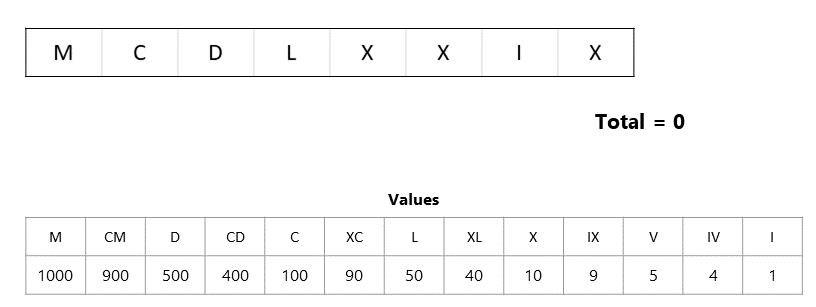 M C D L X X I X
Total = 0
Values
M CM D CD C XC L XL X IX V IV I
1000 900 500 400 100 90 50 40 10 9 5 4 1